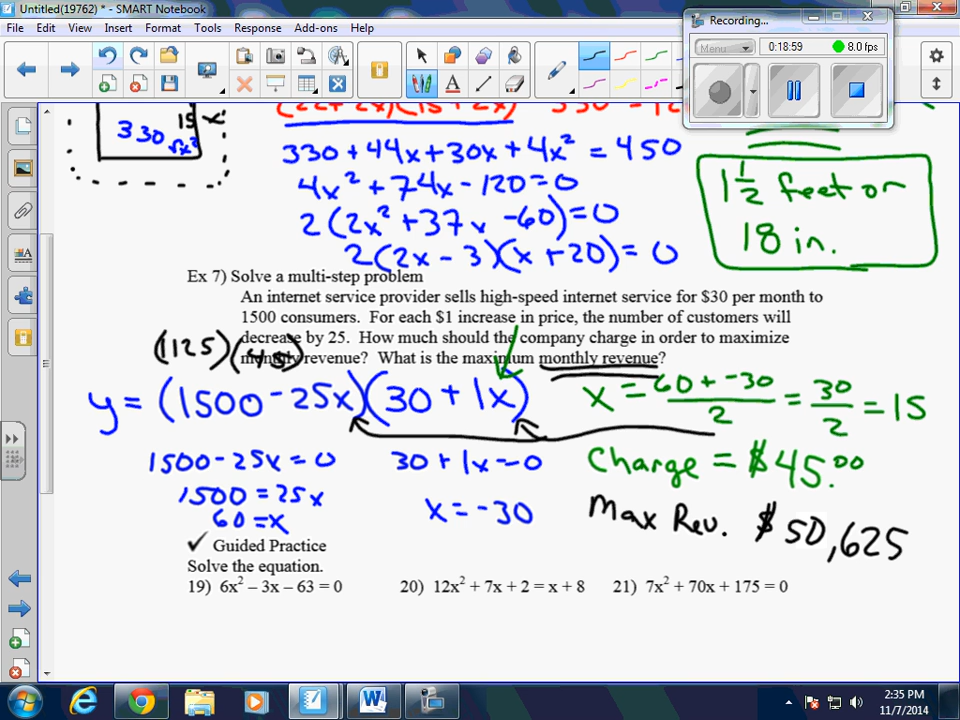 Untitled(19762) * - SMART Notebook
File Edit View Insert Format Tools Response Add-ons Help
Recording...
Menu
0:18:59
8.0 fps
15
330
330 + 44x + 30x + 4x² = 450
4x² + 74x - 120 = 0
2(2x² + 37x - 60) = 0
2(2x - 3)(x + 20) = 0
1 1/2 feet or
18 in.
Ex 7) Solve a multi-step problem
An internet service provider sells high-speed internet service for $30 per month to
1500 consumers. For each $1 increase in price, the number of customers will
decrease by 25. How much should the company charge in order to maximize
monthly revenue? What is the maximum monthly revenue?
(1125)(45)
y = (1500 - 25x)(30 + 1x)
x = 60 + -30 / 2 = 30 / 2 = 15
1500 - 25x = 0
30 + 1x = 0
Charge = $45.00
1500 = 25x
x = -30
60 = x
Max Rev. $50,625
✓ Guided Practice
Solve the equation.
19) 6x² – 3x – 63 = 0 20) 12x² + 7x + 2 = x + 8 21) 7x² + 70x + 175 = 0
2:35 PM
11/7/2014